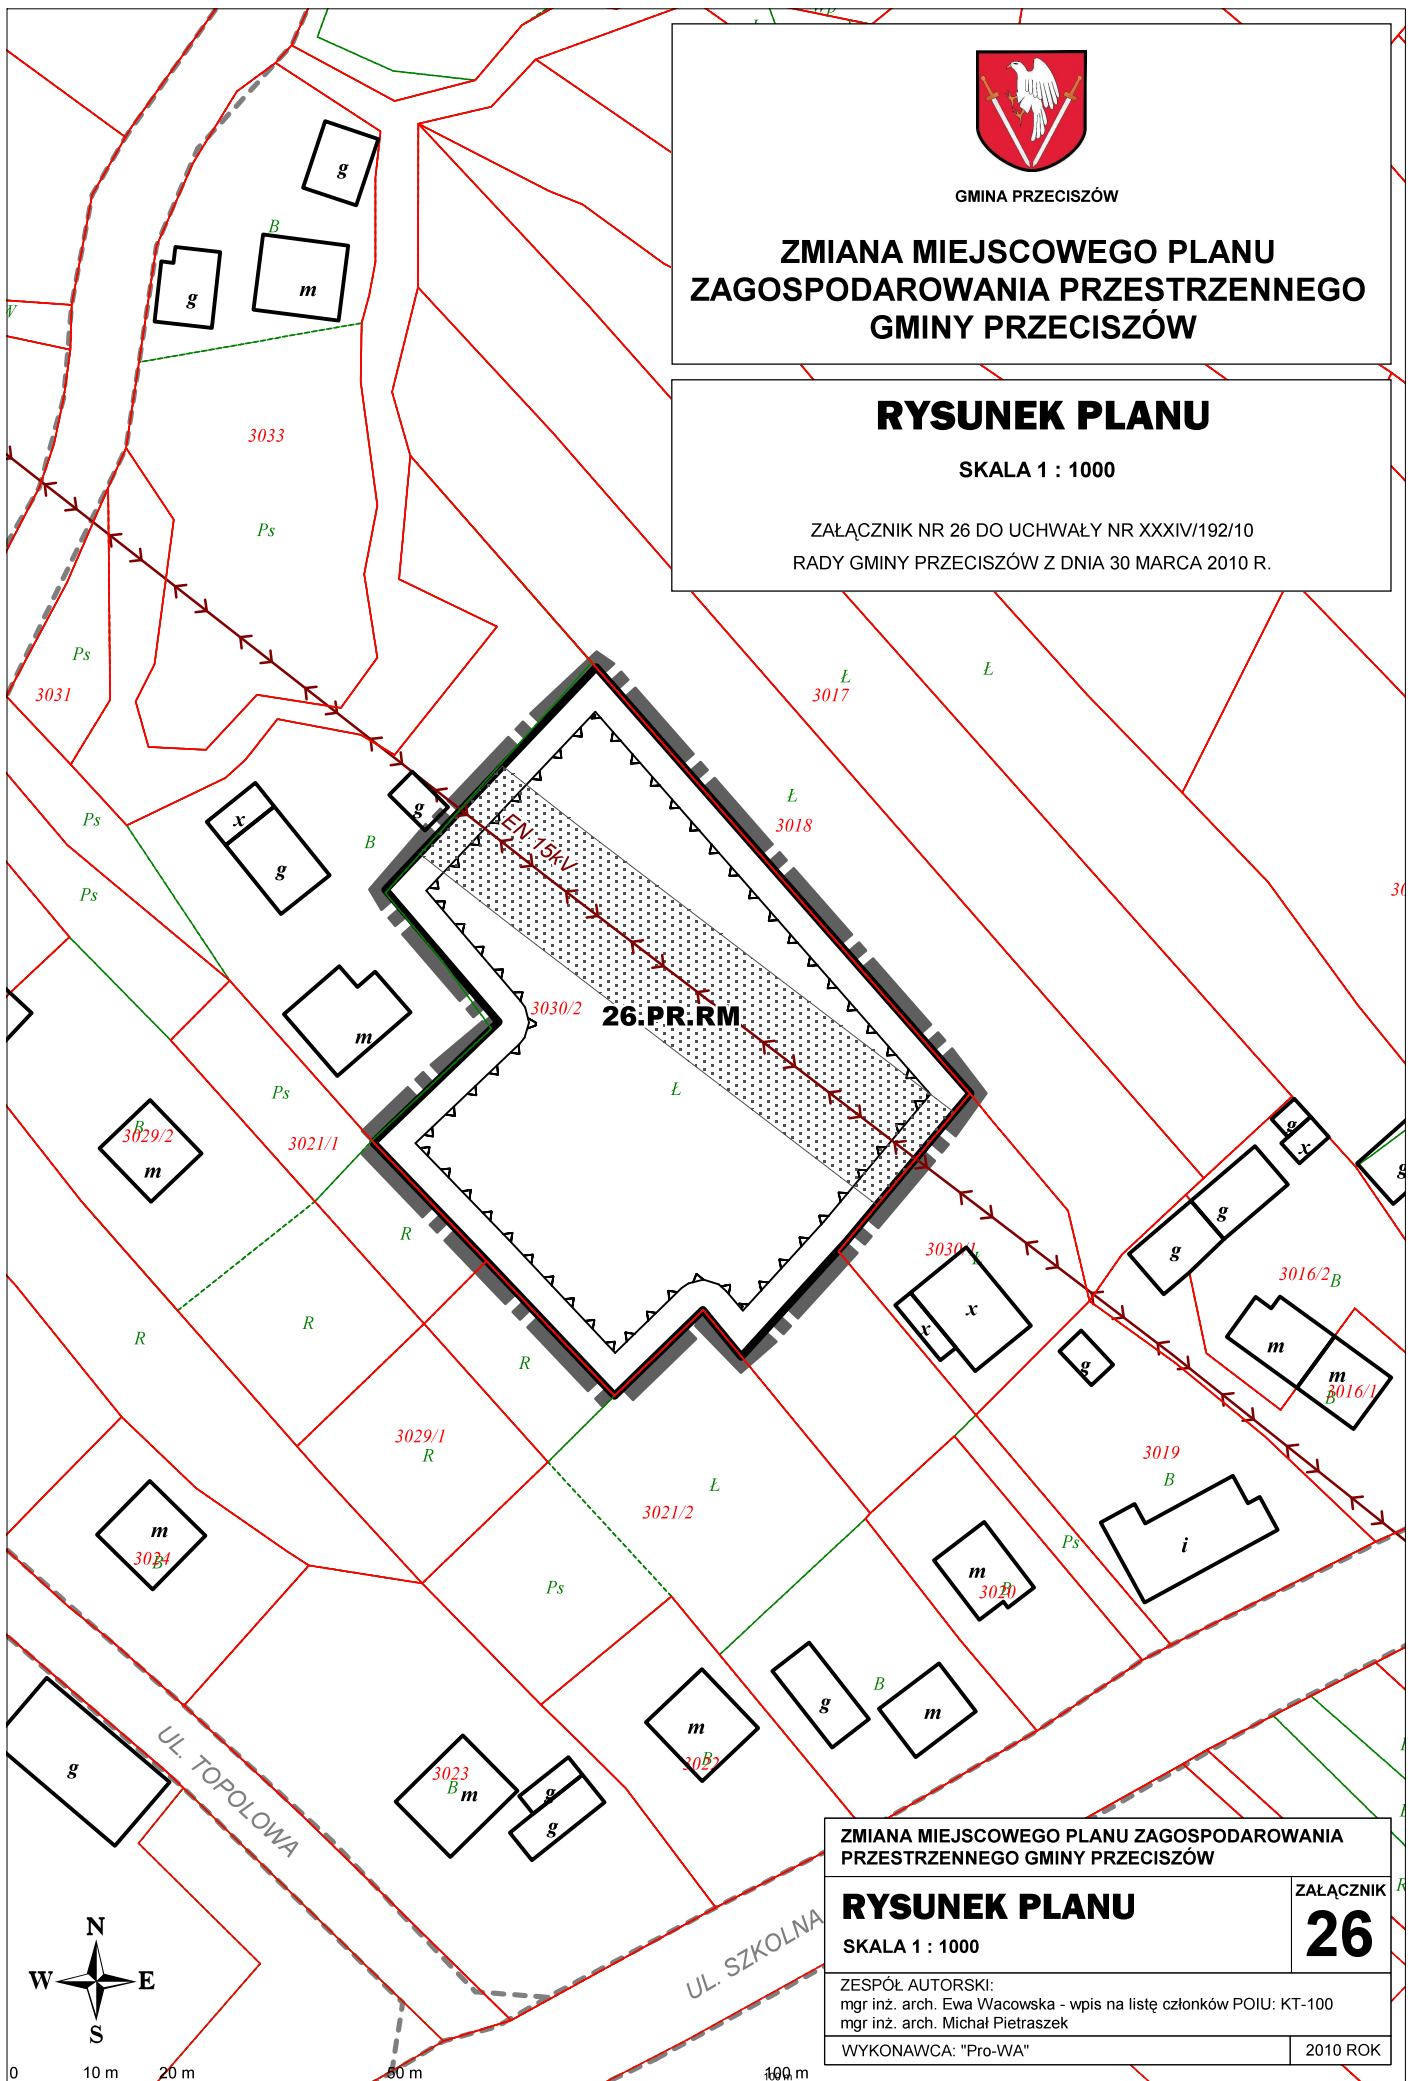 GMINA PRZECISZÓW
ZMIANA MIEJSCOWEGO PLANU
ZAGOSPODAROWANIA PRZESTRZENNEGO
GMINY PRZECISZÓW
RYSUNEK PLANU
SKALA 1 : 1000
ZAŁĄCZNIK NR 26 DO UCHWAŁY NR XXXIV/192/10
RADY GMINY PRZECISZÓW Z DNIA 30 MARCA 2010 R.
g
B
g
m
3033
Ps
Ps
3031
Ł
3017
Ł
Ł
3018
Ps
x
g
B
g
EN 15kV
Ps
3030/2
26.PR.RM
m
Ł
Ps
B
3029/2
m
3021/1
g
x
g
R
g
g
3030/1
Ł
3016/2
B
R
R
R
x
x
g
m
m
3016/1
B
3029/1
R
3019
B
3021/2
Ł
m
3024
B
Ps
i
Ps
m
B
3020
B
g
m
m
B
3022
UL. TOPOLOWA
g
3023
B
m
g
g
UL. SZKOLNA
ZMIANA MIEJSCOWEGO PLANU ZAGOSPODAROWANIA
PRZESTRZENNEGO GMINY PRZECISZÓW
RYSUNEK PLANU
SKALA 1 : 1000
ZAŁĄCZNIK
26
ZESPÓŁ AUTORSKI:
mgr inż. arch. Ewa Wacowska - wpis na listę członków POIU: KT-100
mgr inż. arch. Michał Pietraszek
WYKONAWCA: "Pro-WA"
2010 ROK
N
W E
S
0 10 m 20 m 50 m 100 m